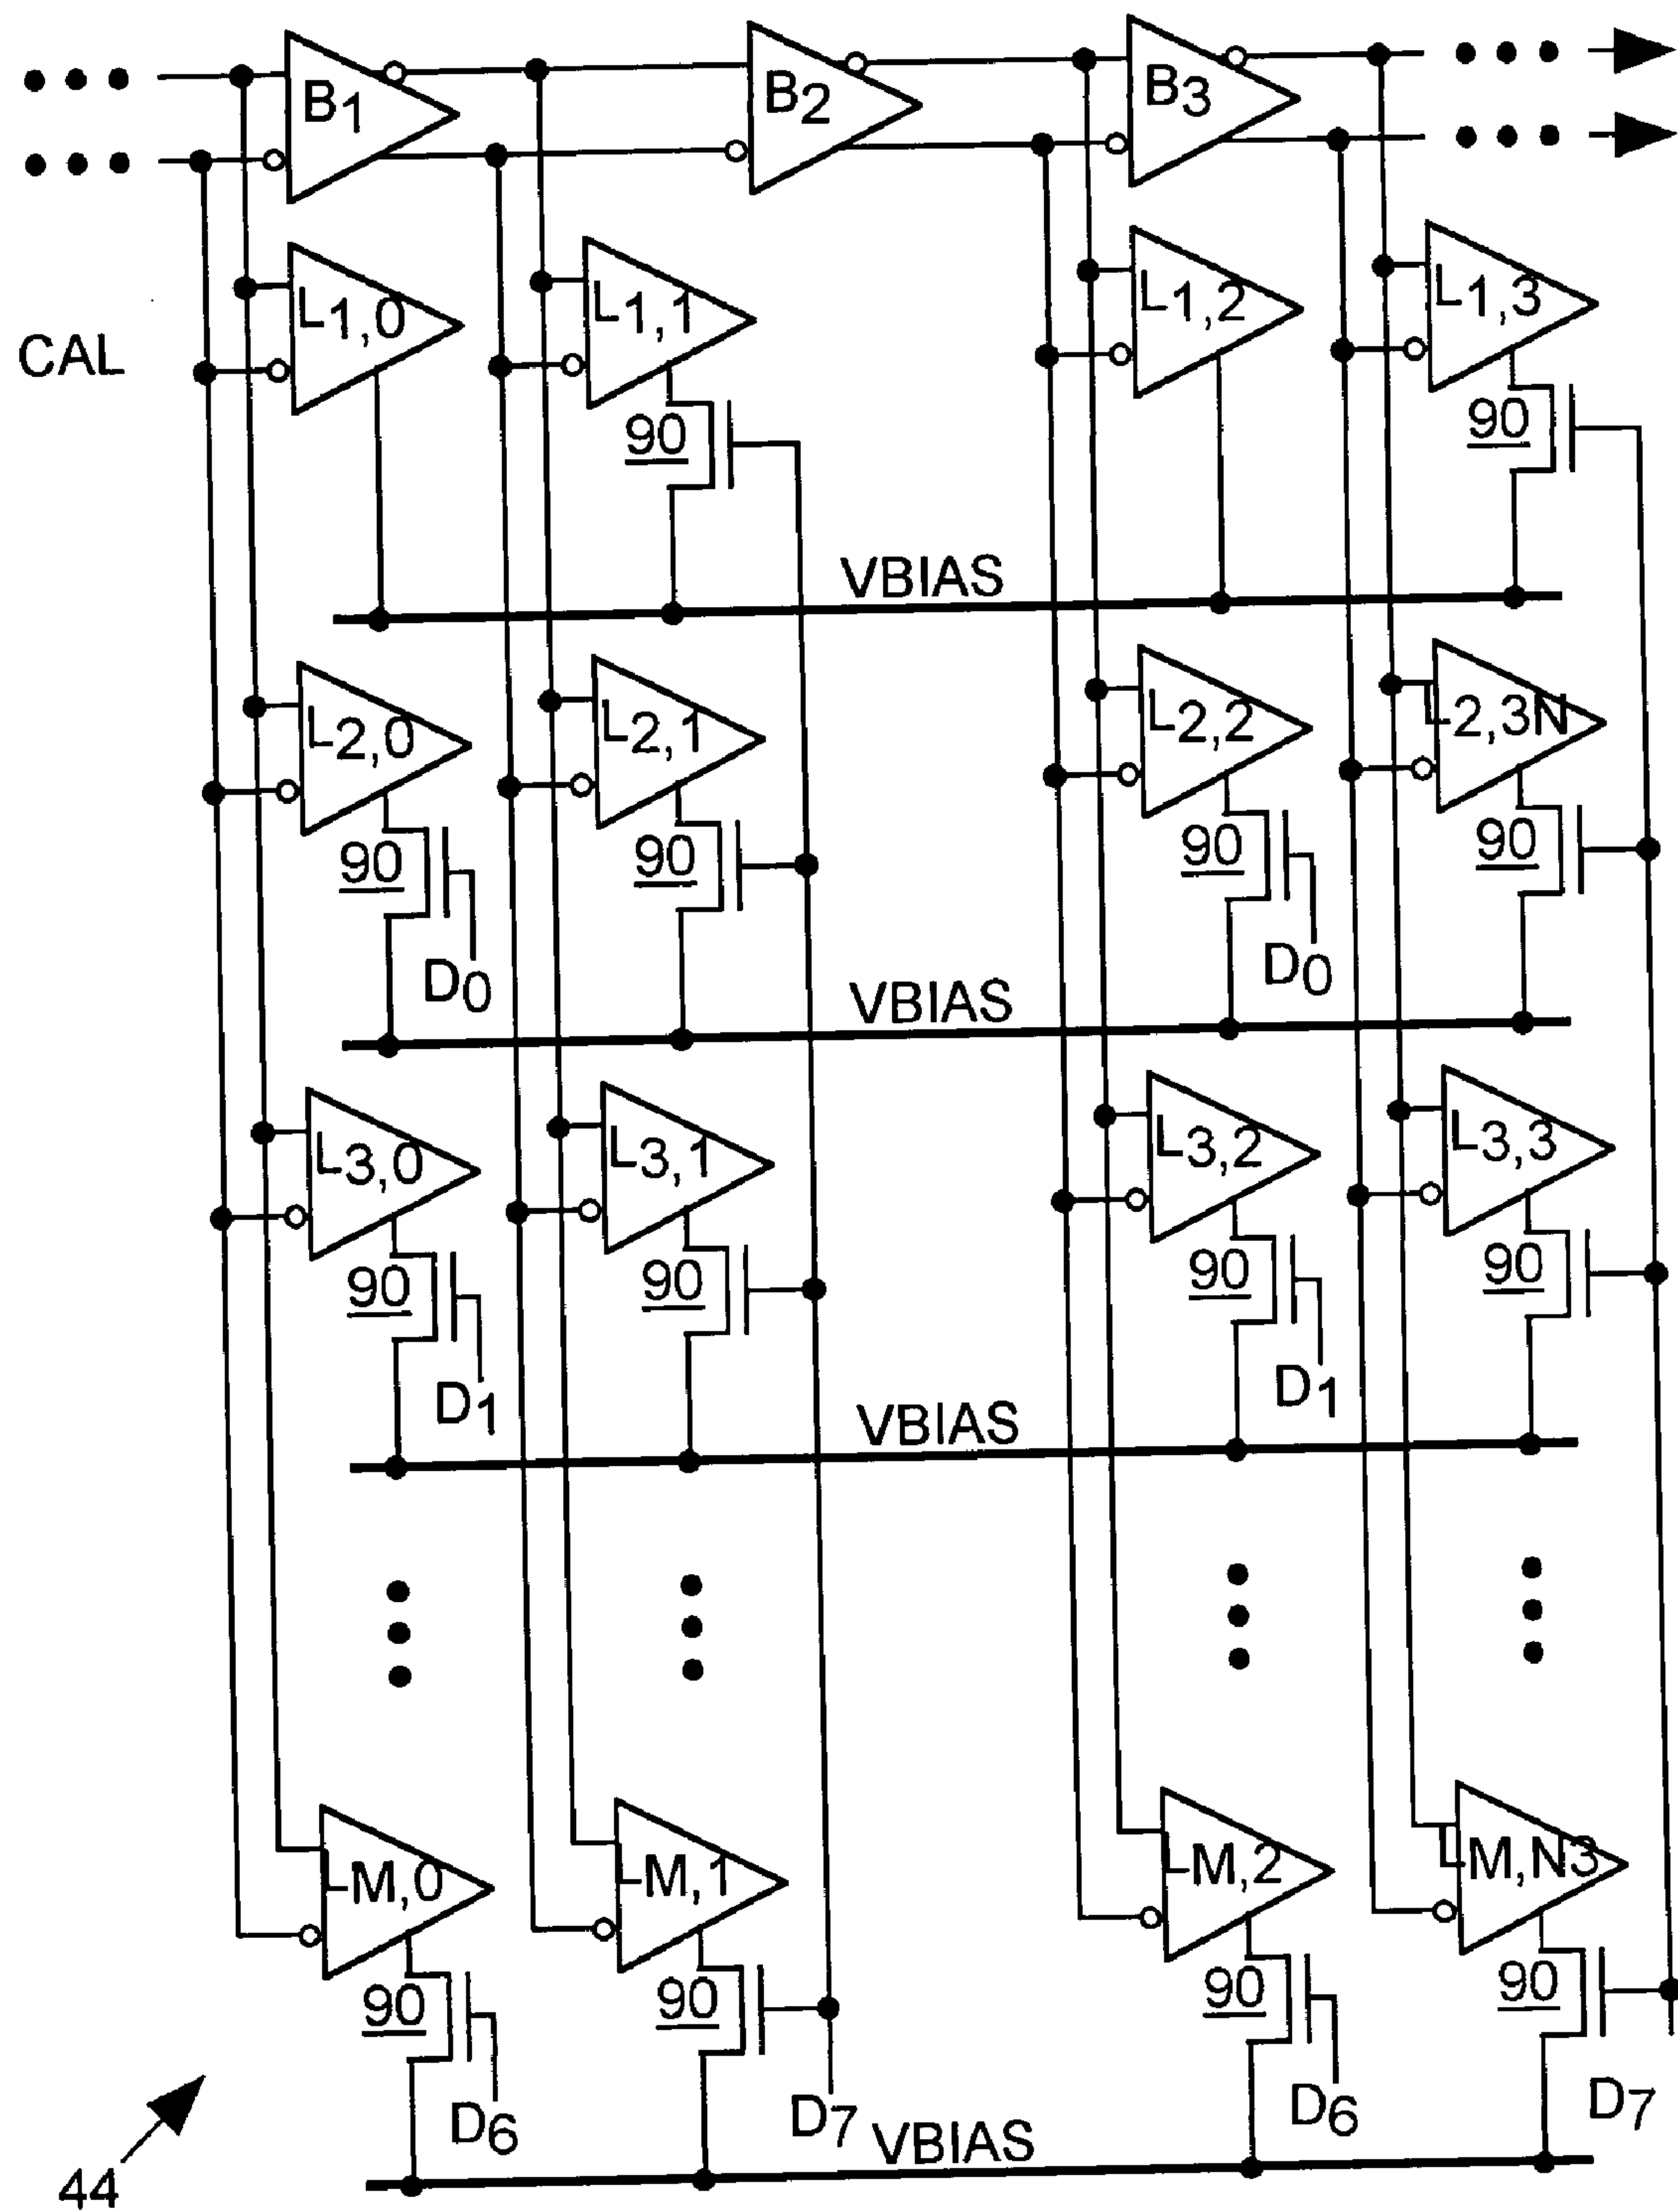 B1 B2 B3
L1,0 L1,1 L1,2 L1,3
CAL
90 90
VBIAS
L2,0 L2,1 L2,2 L2,3N
90 90 90 90
D0 D0
VBIAS
L3,0 L3,1 L3,2 L3,3
90 90 90 90
D1 D1
VBIAS
LM,0 LM,1 LM,2 LM,N3
90 90 90 90
D6 D7 D6 D7
VBIAS
44